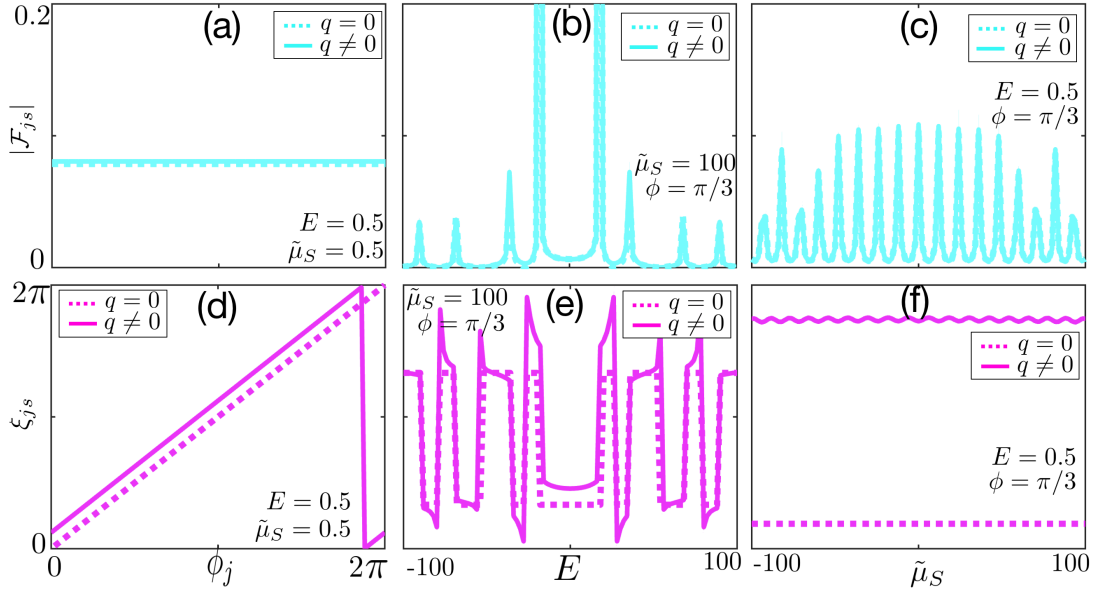 0.2
(a)
q = 0
q ≠ 0
|𝓕_{js}|
E = 0.5
μ̃_S = 0.5
0
(b)
q = 0
q ≠ 0
μ̃_S = 100
ϕ = π/3
(c)
q = 0
q ≠ 0
E = 0.5
ϕ = π/3
2π
q = 0
q ≠ 0
(d)
ξ_{js}
E = 0.5
μ̃_S = 0.5
0
0
ϕ_j
2π
μ̃_S = 100
ϕ = π/3
(e)
q = 0
q ≠ 0
-100
E
100
(f)
q = 0
q ≠ 0
E = 0.5
ϕ = π/3
-100
μ̃_S
100